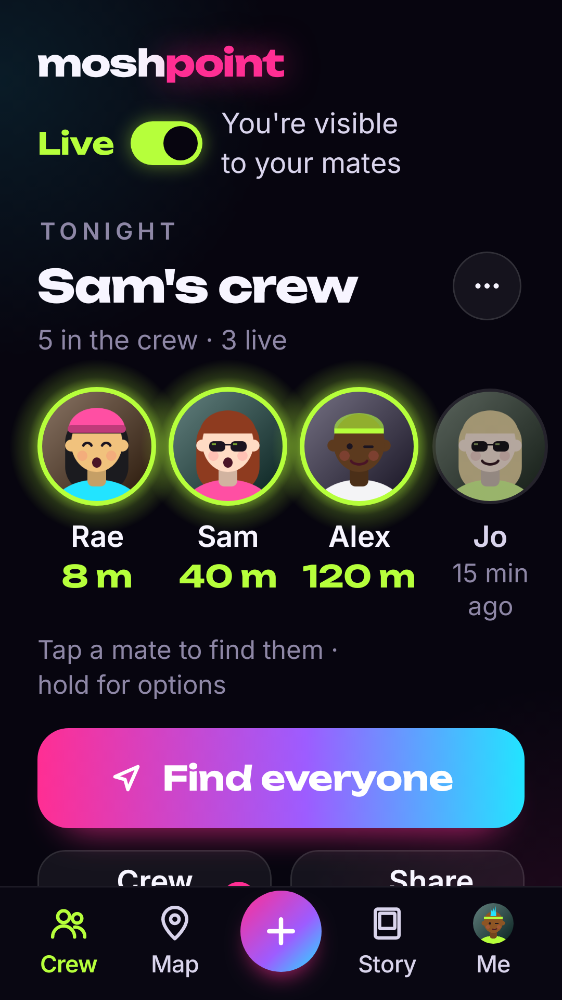 moshpoint
Live
You're visible
to your mates
TONIGHT
Sam's crew
5 in the crew · 3 live
Rae
8 m
Sam
40 m
Alex
120 m
Jo
15 min
ago
Tap a mate to find them ·
hold for options
Find everyone
Crew
Share
Crew
Map
Story
Me